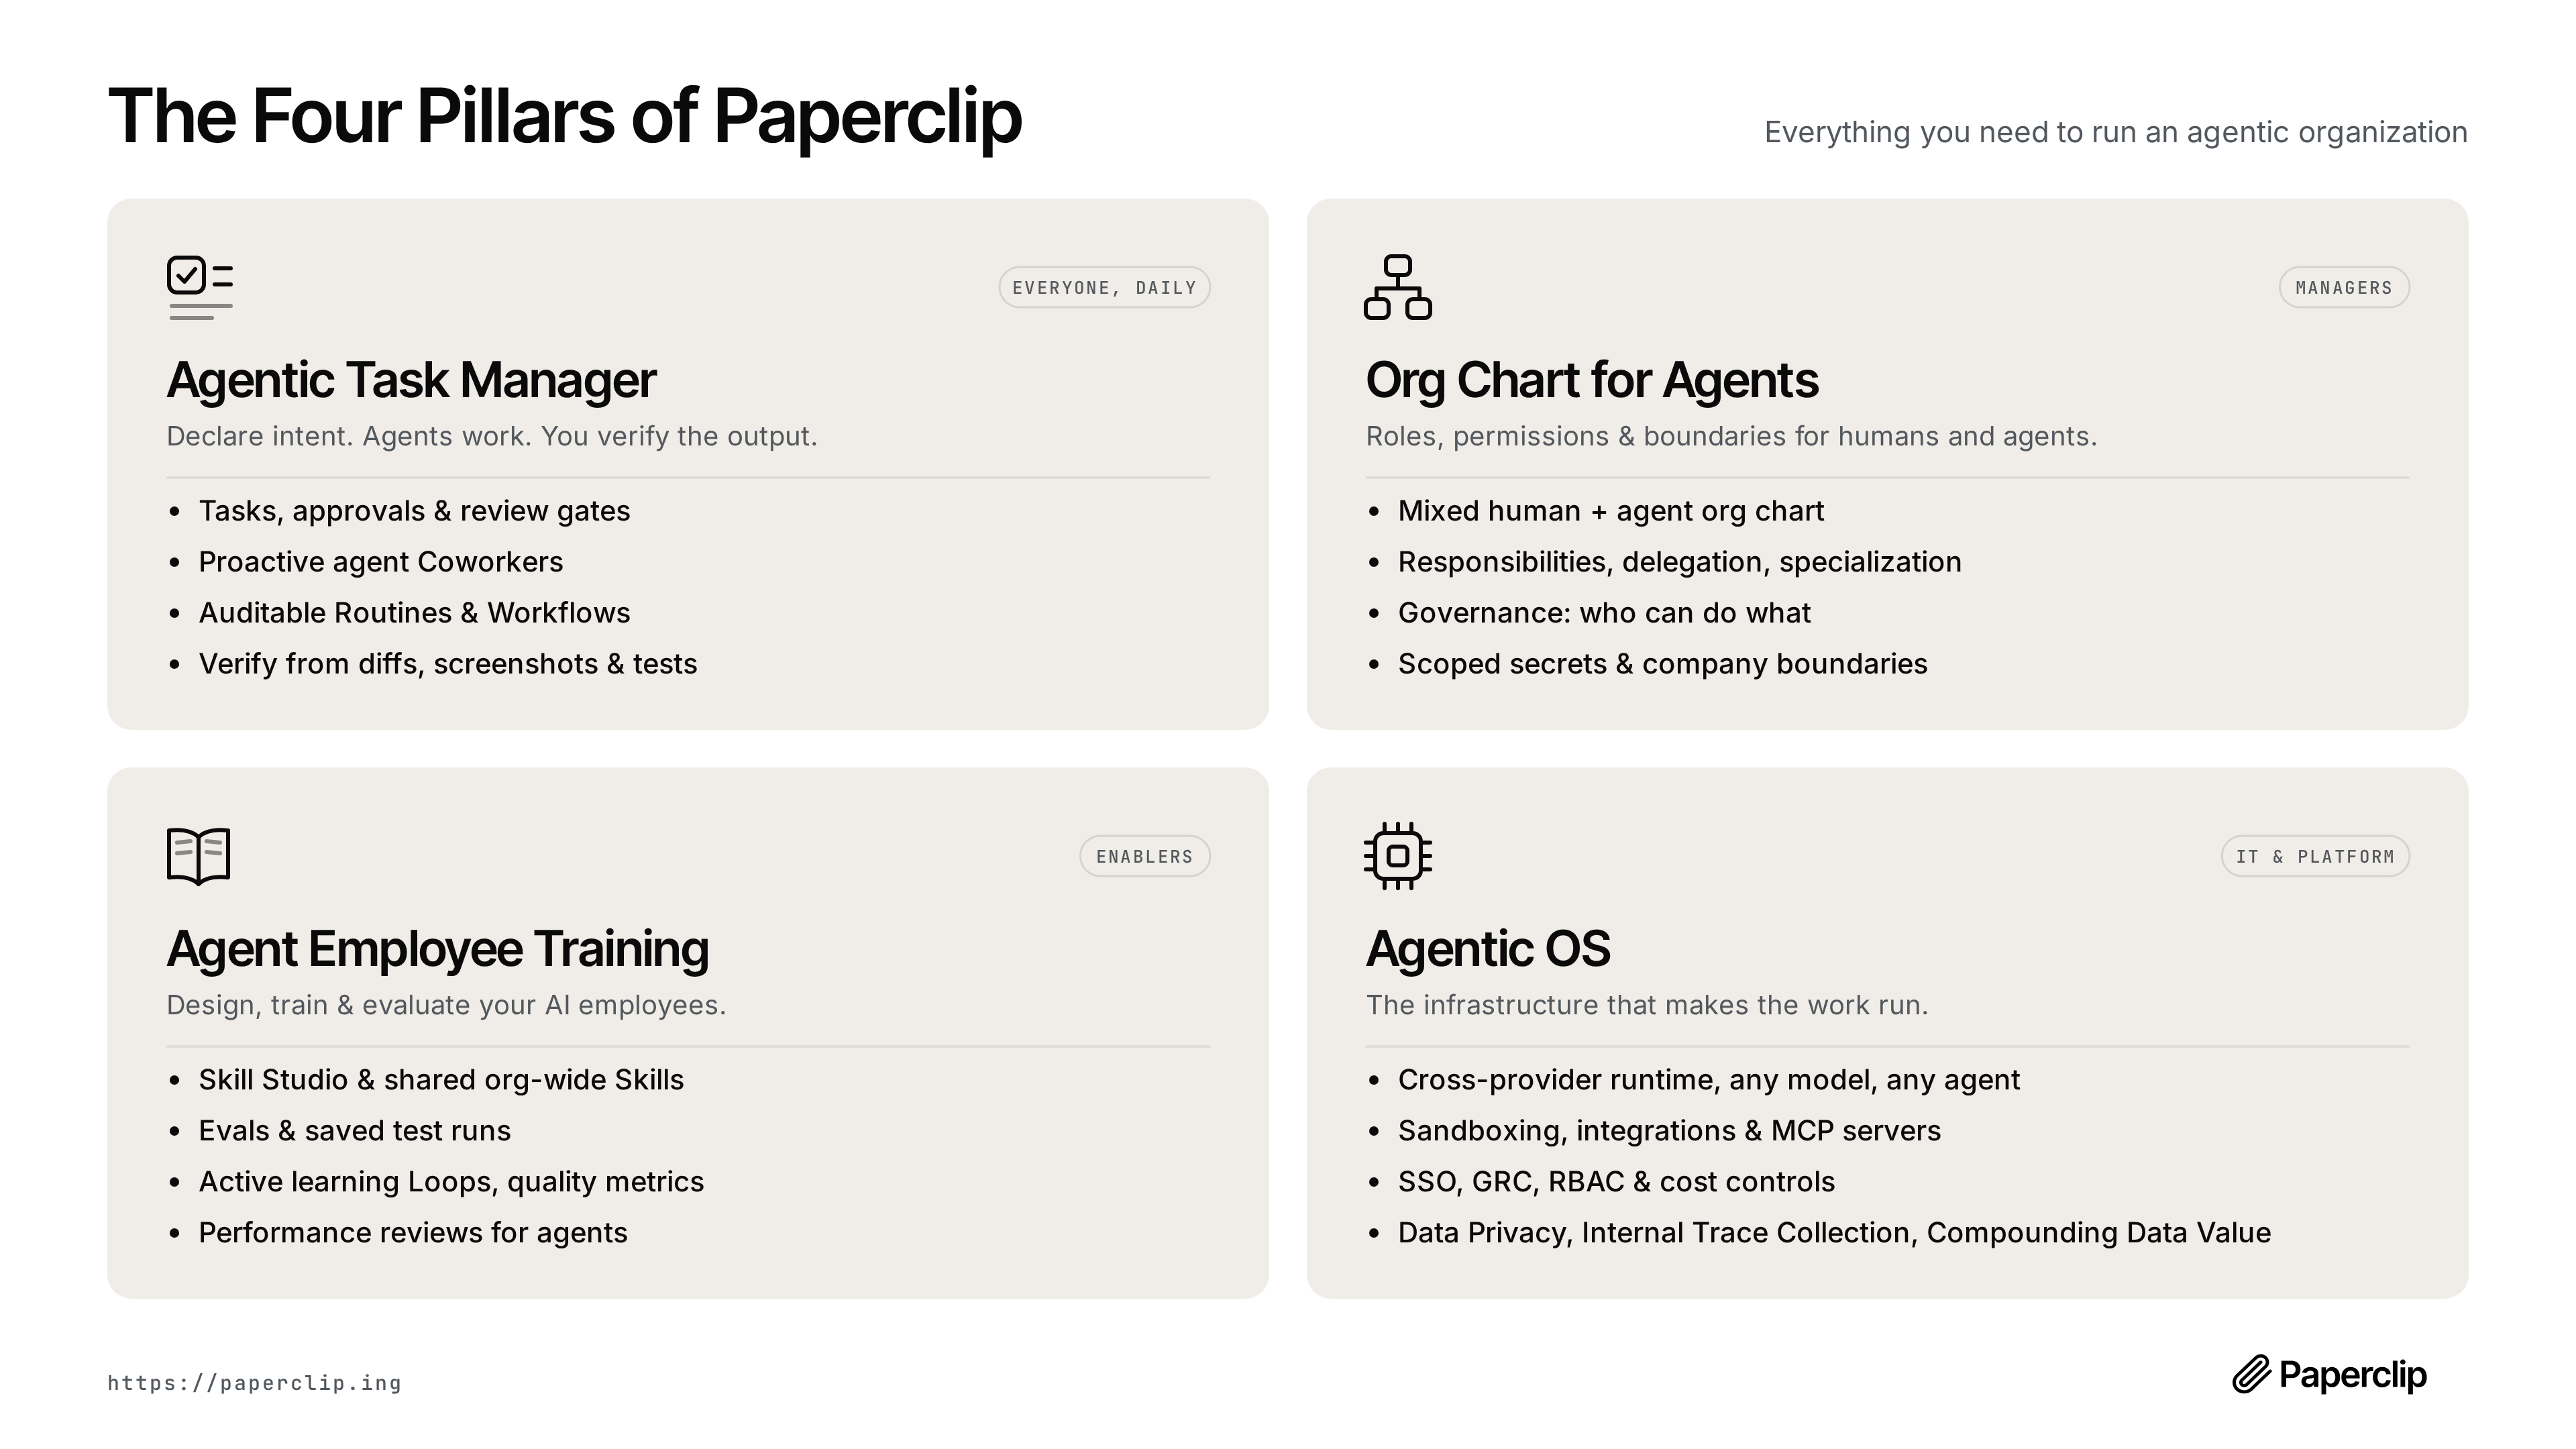 The Four Pillars of Paperclip
Everything you need to run an agentic organization
EVERYONE, DAILY
Agentic Task Manager
Declare intent. Agents work. You verify the output.
• Tasks, approvals & review gates
• Proactive agent Coworkers
• Auditable Routines & Workflows
• Verify from diffs, screenshots & tests
MANAGERS
Org Chart for Agents
Roles, permissions & boundaries for humans and agents.
• Mixed human + agent org chart
• Responsibilities, delegation, specialization
• Governance: who can do what
• Scoped secrets & company boundaries
ENABLERS
Agent Employee Training
Design, train & evaluate your AI employees.
• Skill Studio & shared org-wide Skills
• Evals & saved test runs
• Active learning Loops, quality metrics
• Performance reviews for agents
IT & PLATFORM
Agentic OS
The infrastructure that makes the work run.
• Cross-provider runtime, any model, any agent
• Sandboxing, integrations & MCP servers
• SSO, GRC, RBAC & cost controls
• Data Privacy, Internal Trace Collection, Compounding Data Value
https://paperclip.ing
Paperclip